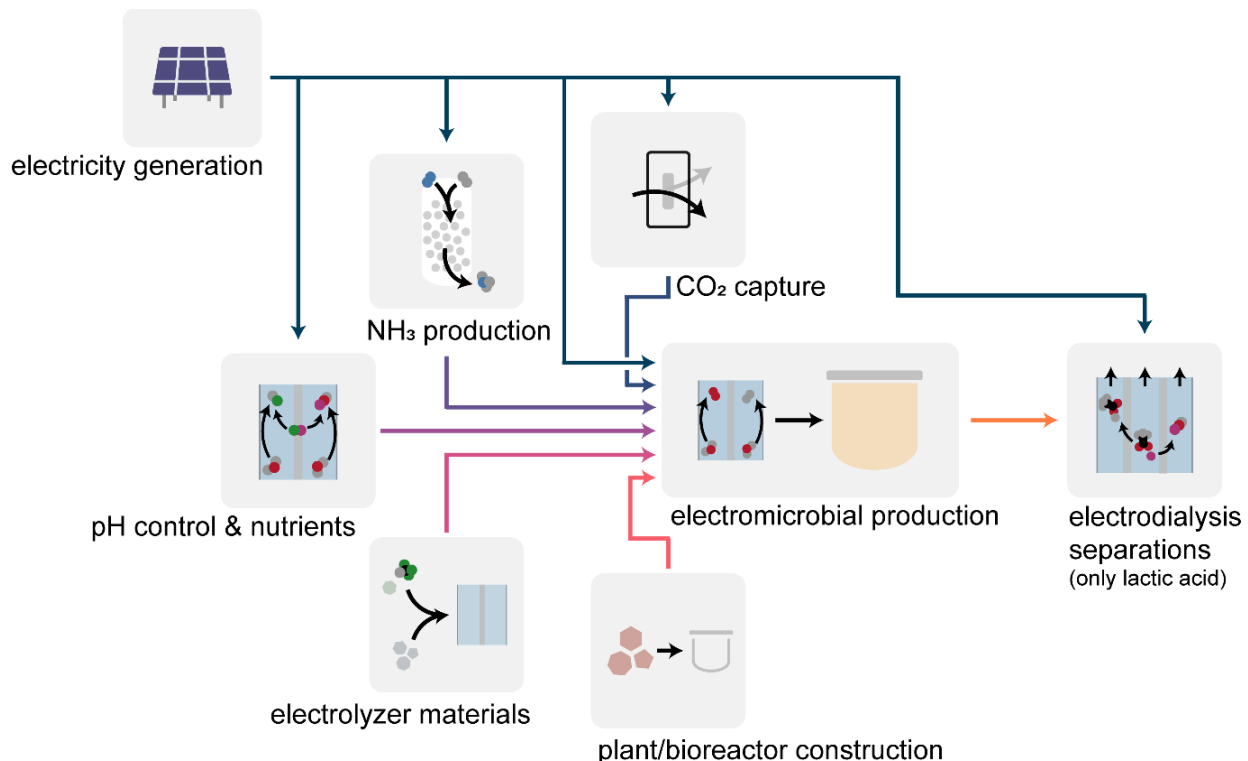 electricity generation
NH₃ production
CO₂ capture
pH control & nutrients
electromicrobial production
electrodialysis
separations
(only lactic acid)
electrolyzer materials
plant/bioreactor construction